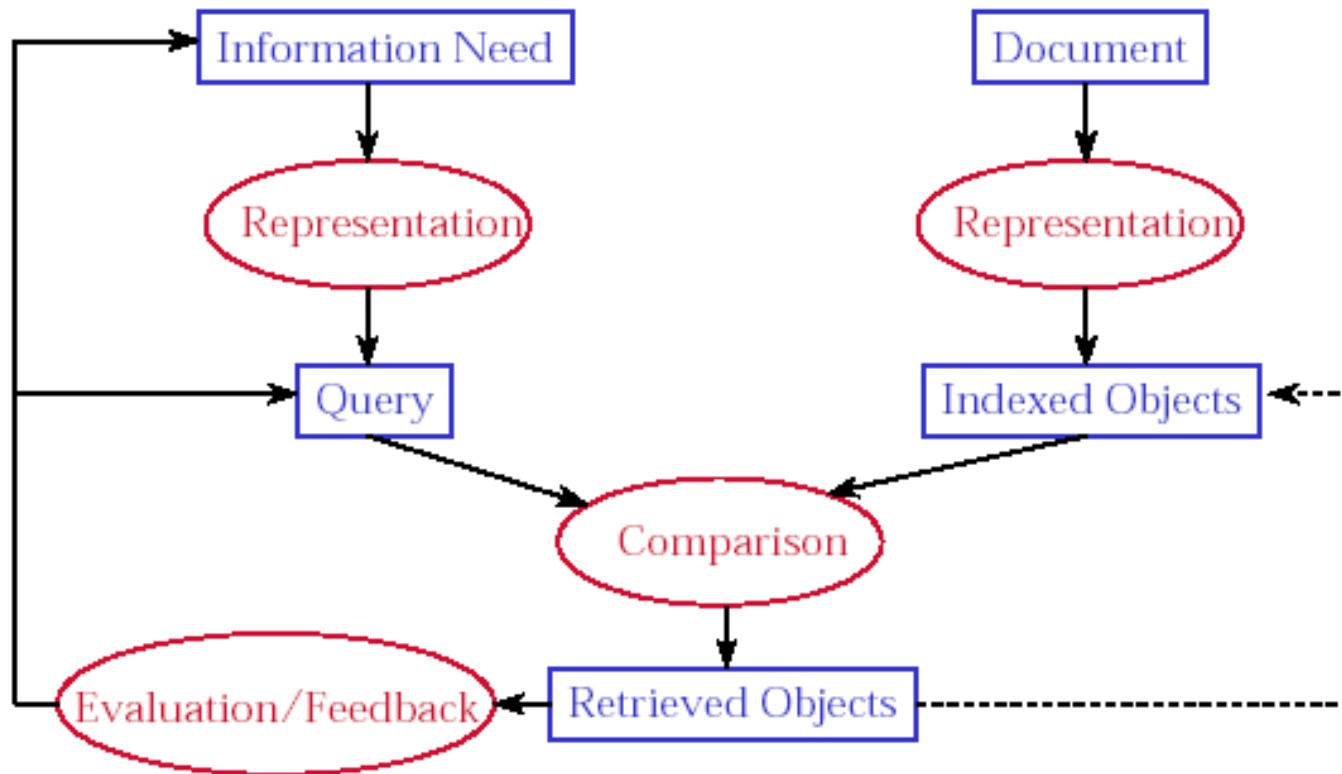 Information Need
Document
Representation
Representation
Query
Indexed Objects
Comparison
Evaluation/Feedback
Retrieved Objects